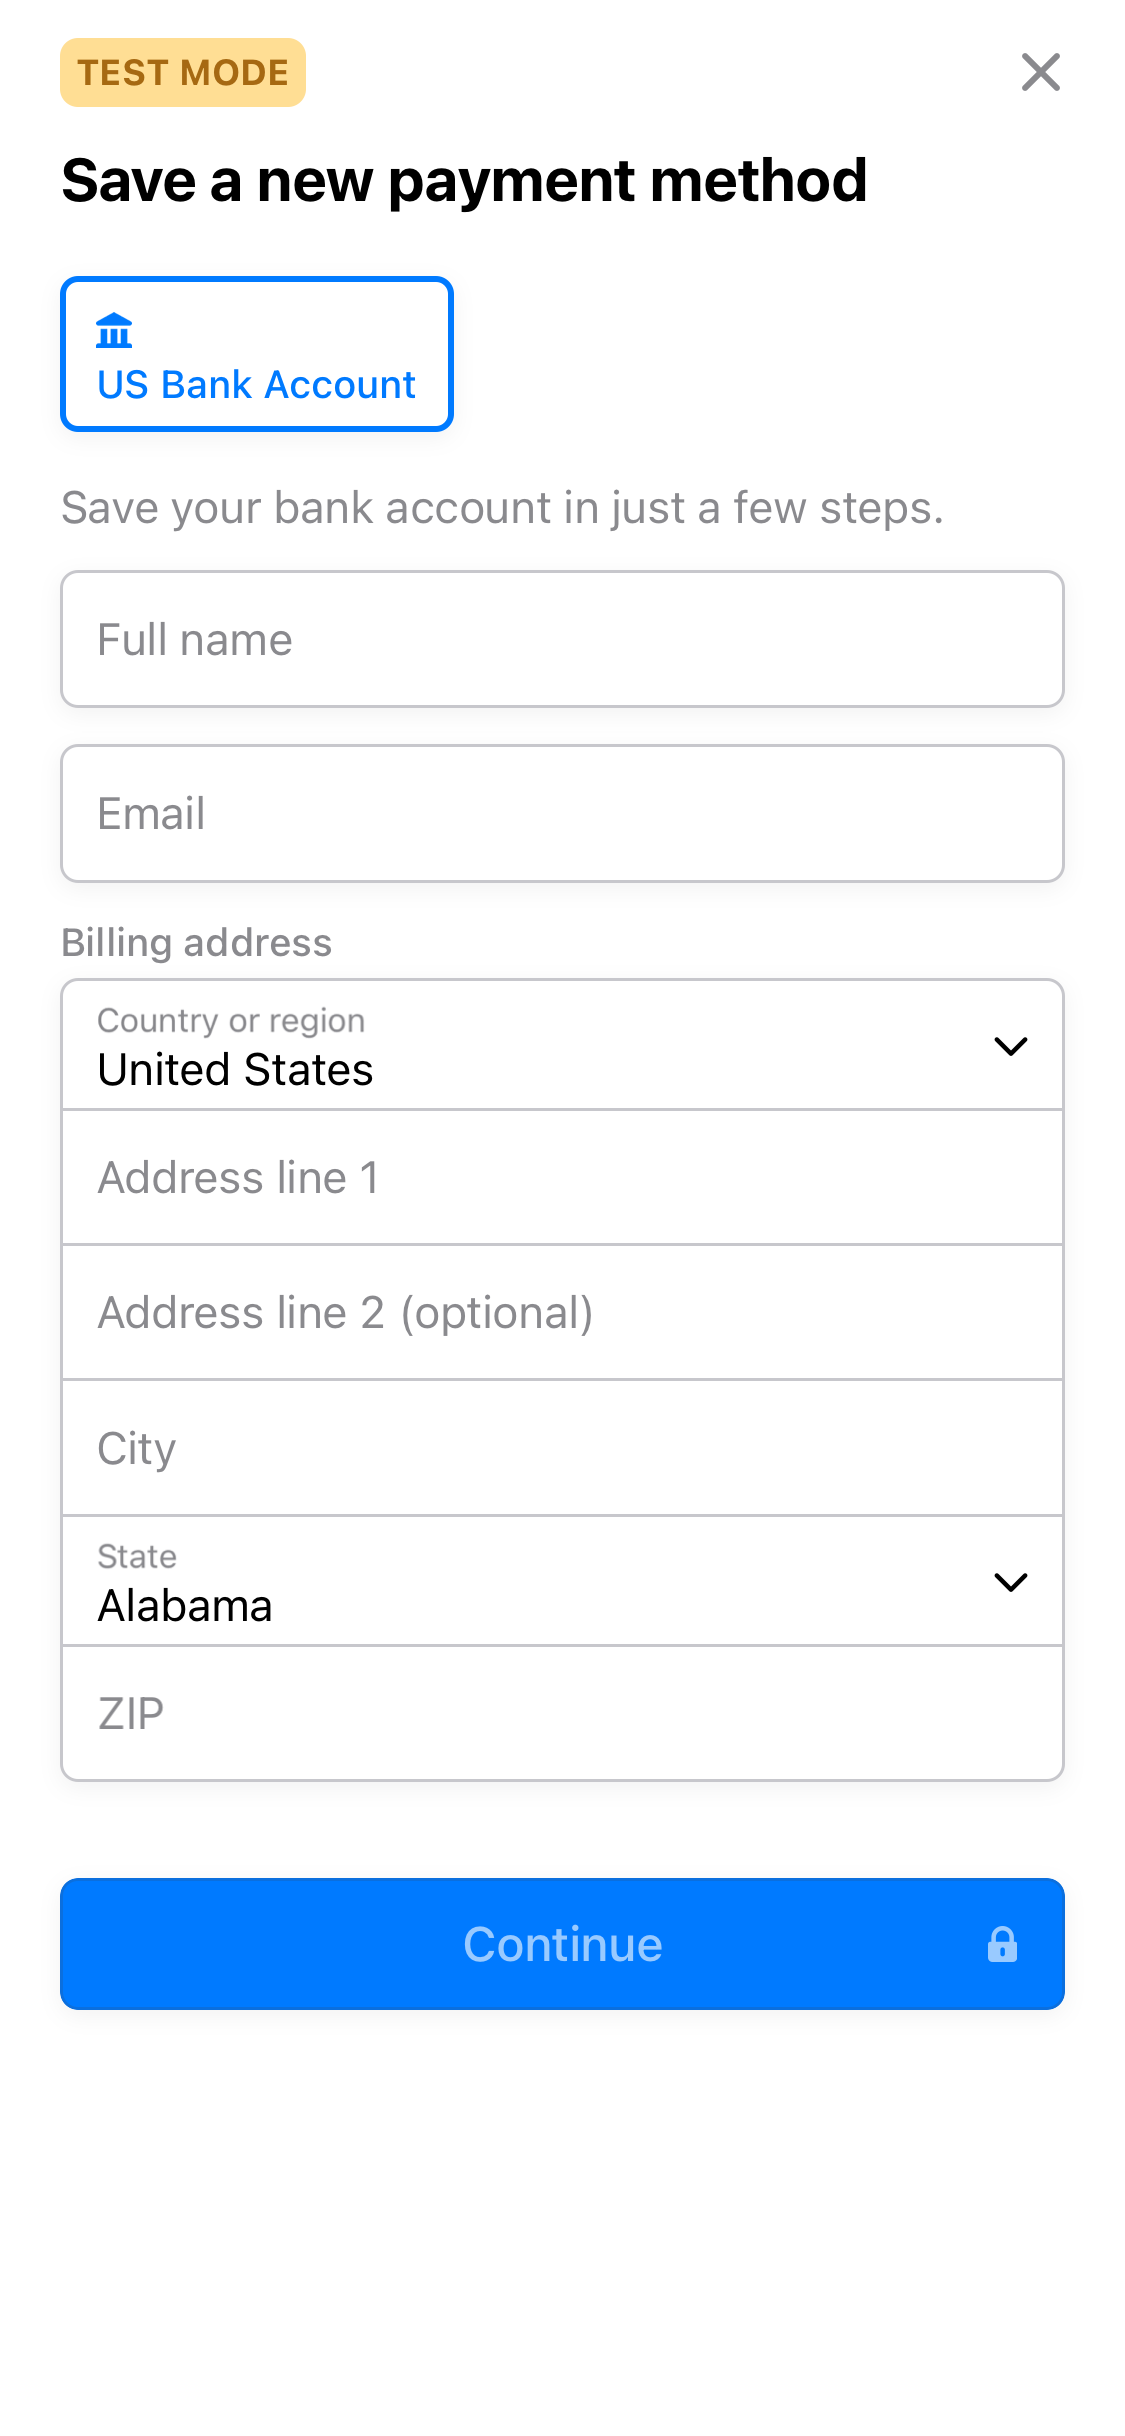 TEST MODE
Save a new payment method
US Bank Account
Save your bank account in just a few steps.
Full name
Email
Billing address
Country or region
United States
Address line 1
Address line 2 (optional)
City
State
Alabama
ZIP
Continue